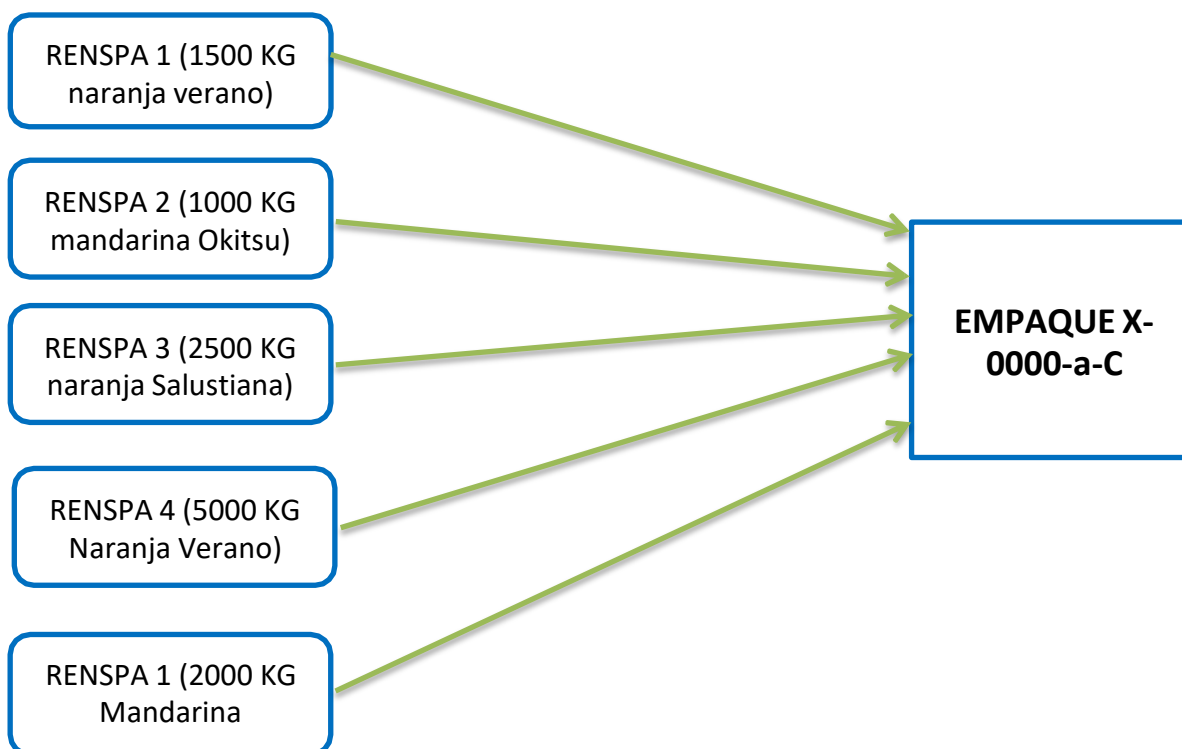 RENSPA 1 (1500 KG
naranja verano)
RENSPA 2 (1000 KG
mandarina Okitsu)
RENSPA 3 (2500 KG
naranja Salustiana)
RENSPA 4 (5000 KG
Naranja Verano)
RENSPA 1 (2000 KG
Mandarina
EMPAQUE X-
0000-a-C